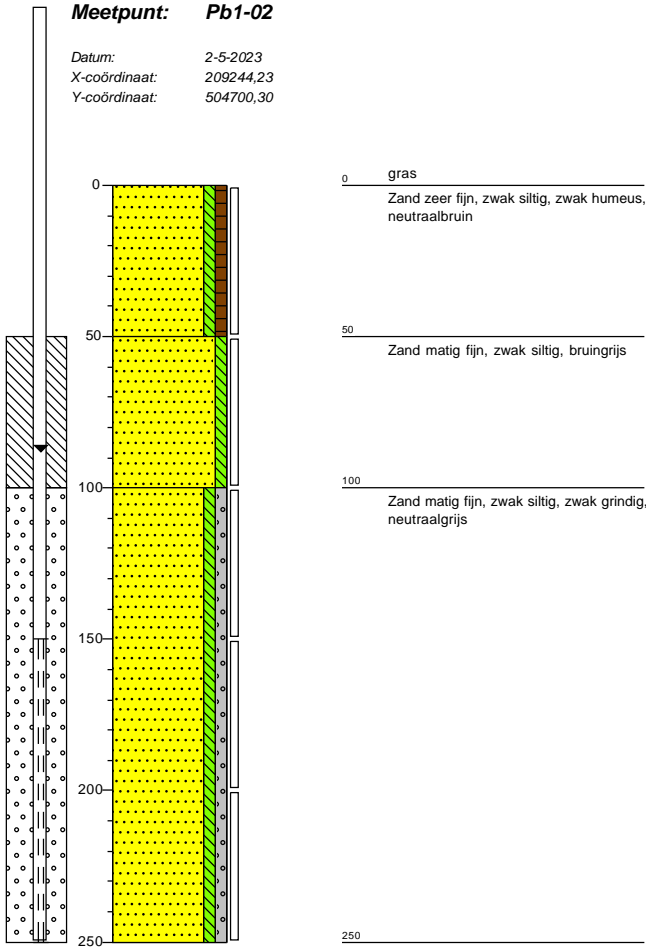 Meetpunt: Pb1-02
Datum: 2-5-2023
X-coördinaat: 209244,23
Y-coördinaat: 504700,30
0
50
100
150
200
250
0 gras
Zand zeer fijn, zwak siltig, zwak humeus,
neutraalbruin
50
Zand matig fijn, zwak siltig, bruingrijs
100
Zand matig fijn, zwak siltig, zwak grindig,
neutraalgrijs
250